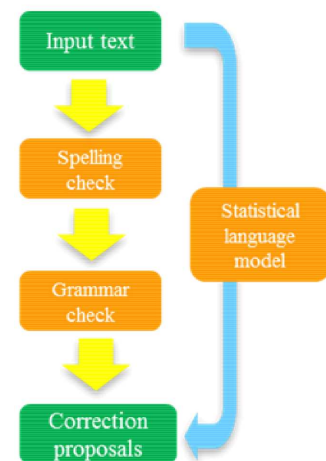 Input text
Spelling
check
Statistical
language
model
Grammar
check
Correction
proposals